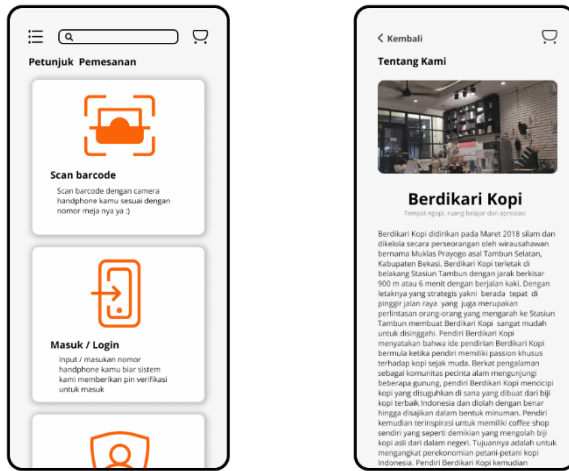 Petunjuk Pemesanan
Scan barcode
Scan barcode dengan camera
handphone kamu sesuai dengan
nomor meja nya ya :)
Masuk / Login
Input / masukan nomor
handphone kamu biar sistem
kami memberikan pin verifikasi
untuk masuk
Kembali
Tentang Kami
Berdikari Kopi
Tempat ngopi, ruang belajar dan apresiasi
Berdikari Kopi didirikan pada Maret 2018 silam dan
dikelola secara perseorangan oleh wirausahawan
bernama Muklas Prayogo asal Tambun Selatan,
Kabupaten Bekasi. Berdikari Kopi terletak di
belakang Stasiun Tambun dengan jarak berkisar
900 m atau 6 menit dengan berjalan kaki. Dengan
letaknya yang strategis yakni berada tepat di
pinggir jalan raya yang juga merupakan
perlintasan orang-orang yang mengarah ke Stasiun
Tambun membuat Berdikari Kopi sangat mudah
untuk disinggahi. Pendiri Berdikari Kopi
menyatakan bahwa ide pendirian Berdikari Kopi
bermula ketika pendiri memiliki passion khusus
terhadap kopi sejak muda. Berkat pengalaman
sebagai komunitas pecinta alam mengunjungi
beberapa gunung, pendiri Berdikari Kopi mencicipi
kopi yang disuguhkan di sana yang dibuat dari biji
kopi terbaik Indonesia dan diolah dengan benar
hingga disajikan dalam bentuk minuman. Pendiri
kemudian terinspirasi untuk memiliki coffee shop
sendiri yang seperti demikian yang mengolah biji
kopi asli dari dalam negeri. Tujuannya adalah untuk
mengangkat perekonomian petani-petani kopi
Indonesia. Pendiri Berdikari Kopi kemudian